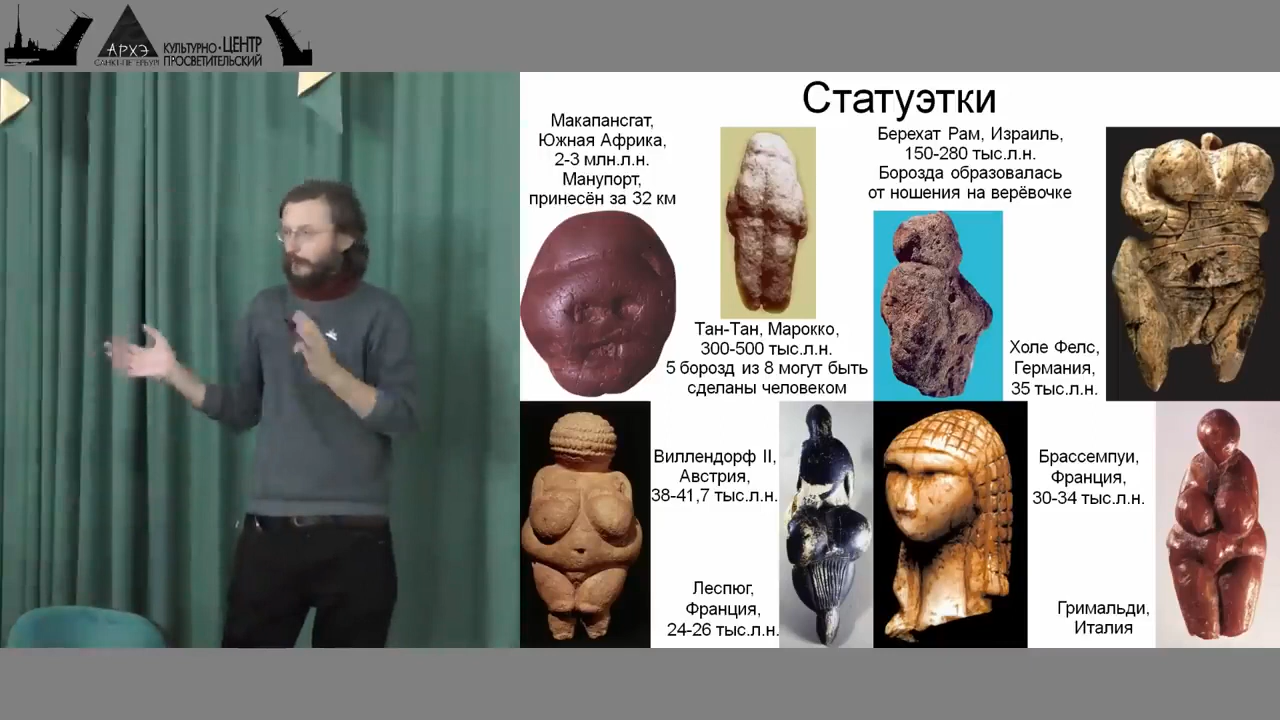 АРХЭ
САНКТ-ПЕТЕРБУРГ
КУЛЬТУРНО-ЦЕНТР
ПРОСВЕТИТЕЛЬСКИЙ
Статуэтки
Макапансгат,
Южная Африка,
2-3 млн.л.н.
Манупорт,
принесён за 32 км
Берехат Рам, Израиль,
150-280 тыс.л.н.
Борозда образовалась
от ношения на верёвочке
Тан-Тан, Марокко,
300-500 тыс.л.н.
5 борозд из 8 могут быть
сделаны человеком
Холе Фелс,
Германия,
35 тыс.л.н.
Виллендорф II,
Австрия,
38-41,7 тыс.л.н.
Брассемпуи,
Франция,
30-34 тыс.л.н.
Леспюг,
Франция,
24-26 тыс.л.н.
Гримальди,
Италия